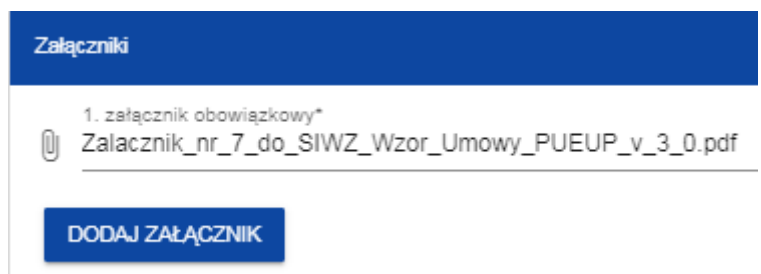 Załączniki
1. załącznik obowiązkowy*
Zalacznik_nr_7_do_SIWZ_Wzor_Umowy_PUEUP_v_3_0.pdf
DODAJ ZAŁĄCZNIK